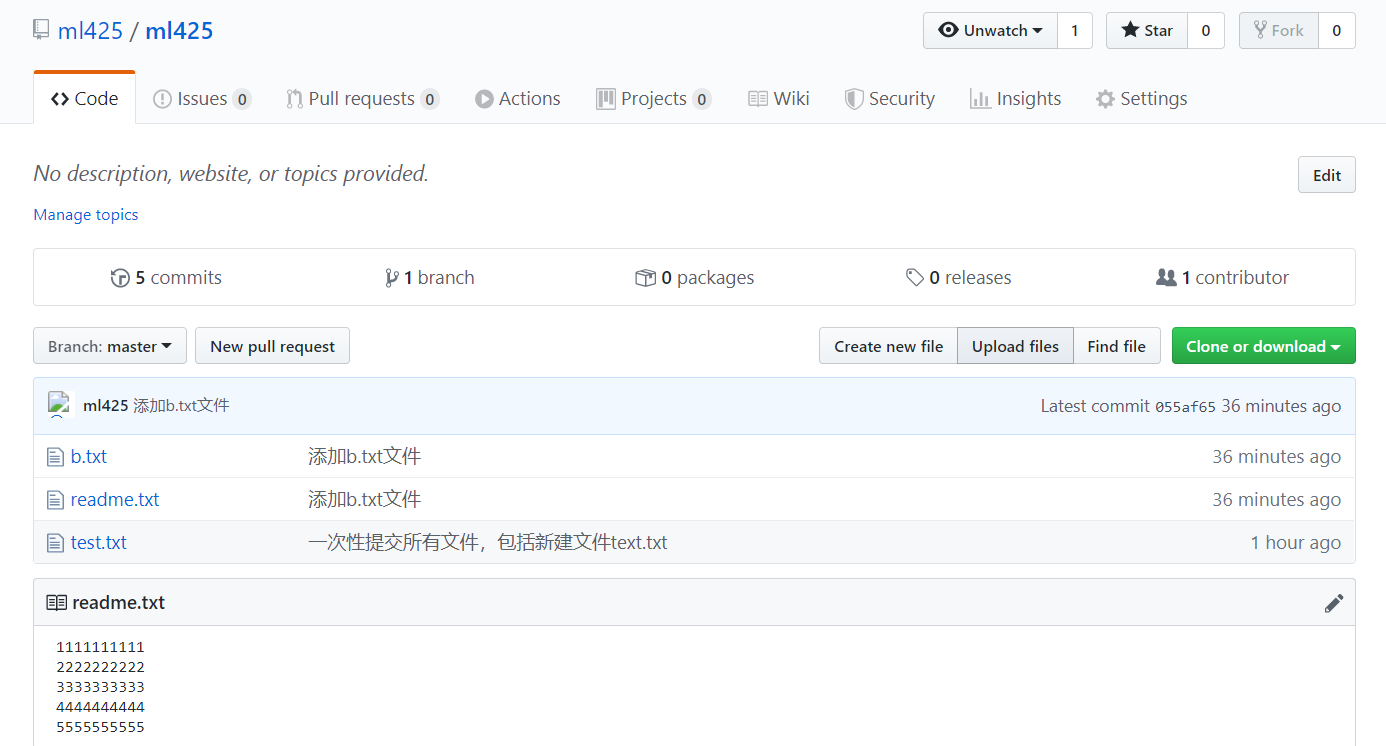 ml425 / ml425 Unwatch 1 Star 0 Fork 0
Code Issues 0 Pull requests 0 Actions Projects 0 Wiki Security Insights Settings
No description, website, or topics provided. Edit
Manage topics
5 commits 1 branch 0 packages 0 releases 1 contributor
Branch: master New pull request Create new file Upload files Find file Clone or download
ml425 添加b.txt文件 Latest commit 055af65 36 minutes ago
b.txt 添加b.txt文件 36 minutes ago
readme.txt 添加b.txt文件 36 minutes ago
test.txt 一次性提交所有文件，包括新建文件text.txt 1 hour ago
readme.txt
1111111111
2222222222
3333333333
4444444444
5555555555